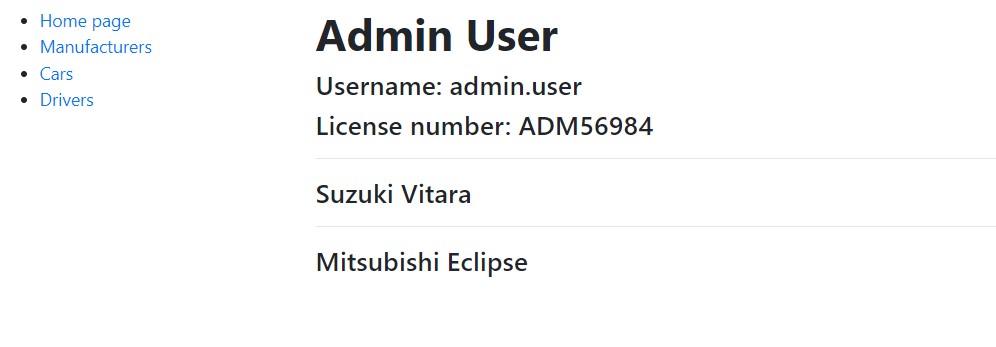 Home page
Manufacturers
Cars
Drivers
Admin User
Username: admin.user
License number: ADM56984
Suzuki Vitara
Mitsubishi Eclipse